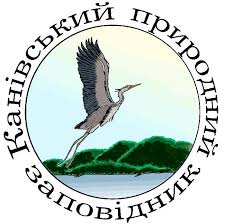 Канівський природний
заповідник